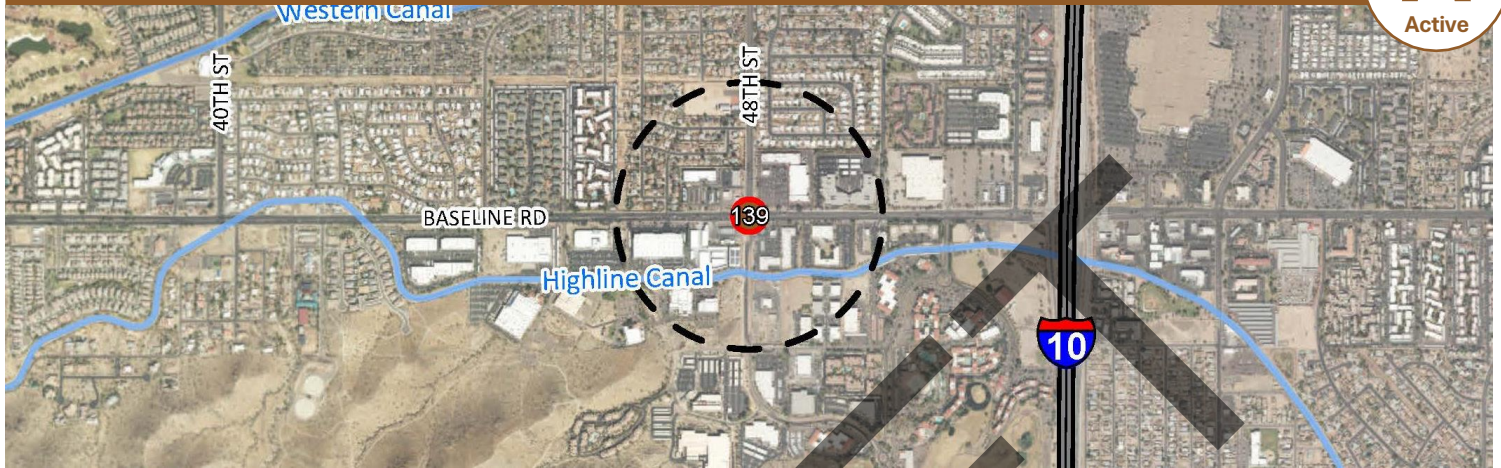 Western Canal
Active
40TH ST
48TH ST
BASELINE RD
139
Highline Canal
10